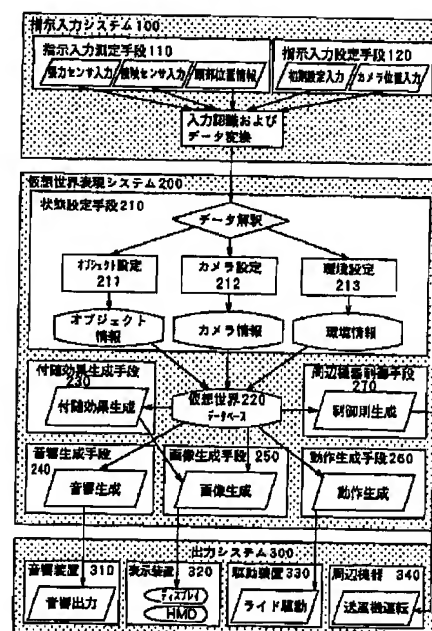 指示入力システム100
指示入力測定手段110
指示入力設定手段120
張力センサ入力
接触センサ入力
頭部位置情報
初期設定入力
カメラ位置入力
入力認識および
データ変換
仮想世界表現システム200
状態設定手段210
データ解釈
オブジェクト設定
211
カメラ設定
212
環境設定
213
オブジェクト
情報
カメラ情報
環境情報
付随効果生成手段
230
付随効果生成
仮想世界220
データベース
周辺機器制御手段
270
制御則生成
音響生成手段
240
音響生成
画像生成手段250
画像生成
動作生成手段260
動作生成
出力システム300
音響装置 310
音響出力
表示装置 320
ディスプレイ
HMD
駆動装置330
ライド駆動
周辺機器 340
送風機運転